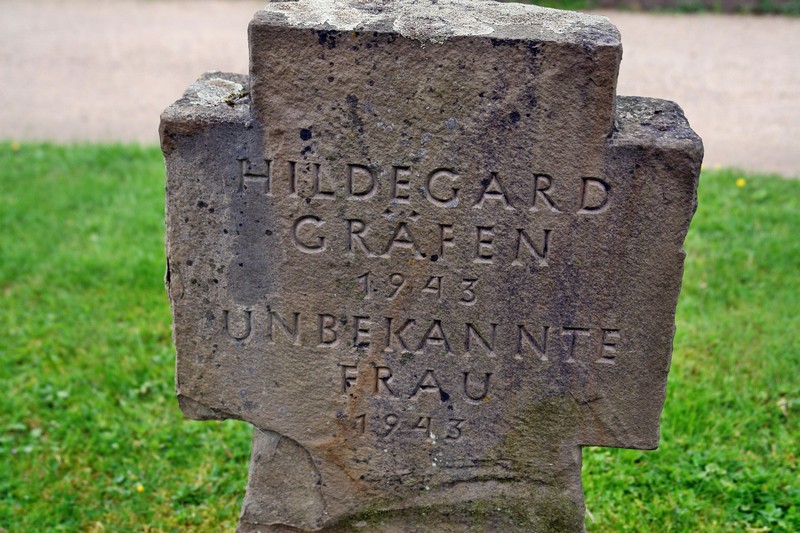 HILDEGARD
GRÄFEN
1943
UNBEKANNTE
FRAU
1943